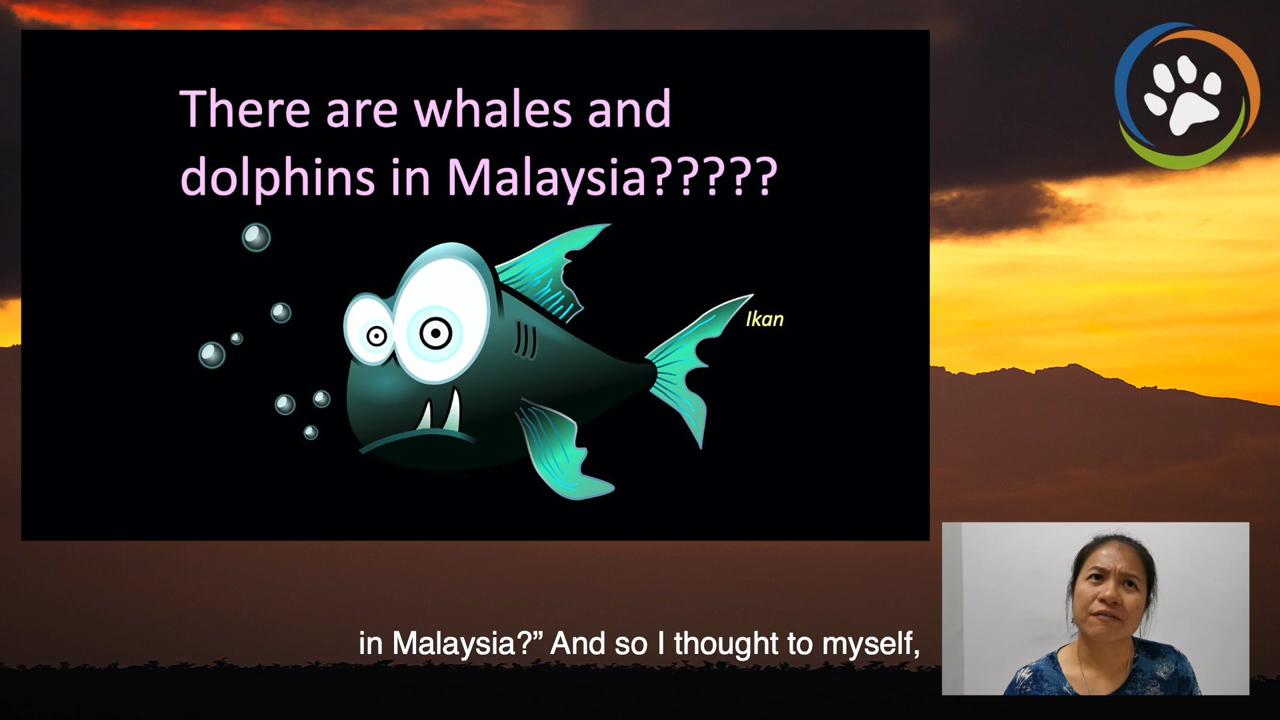 There are whales and
dolphins in Malaysia?????
Ikan
in Malaysia?” And so I thought to myself,